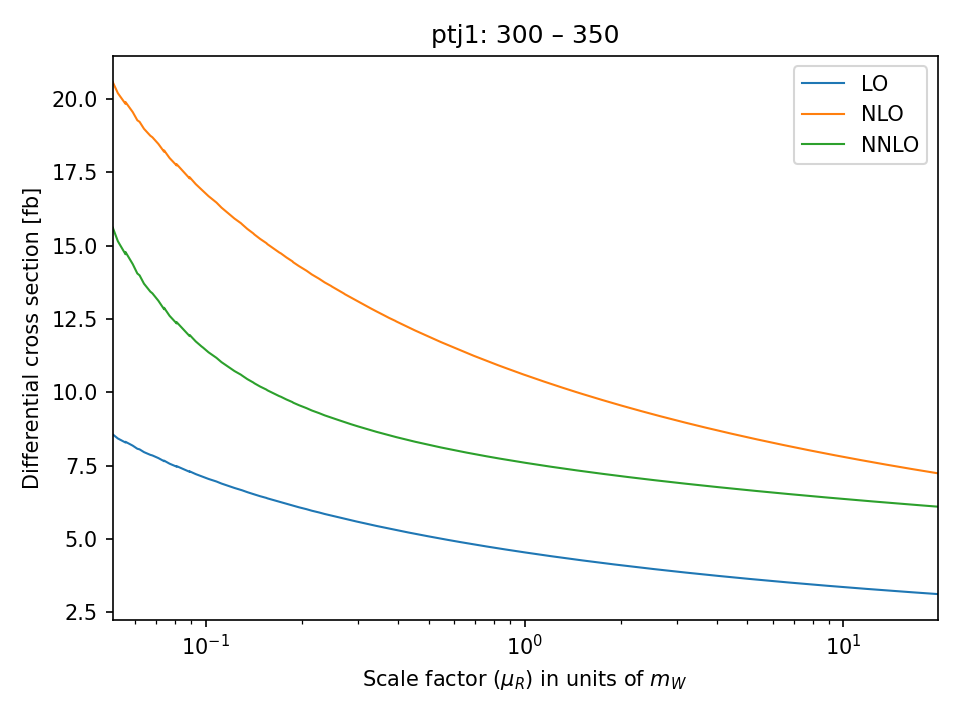 ptj1: 300 – 350
LO
NLO
NNLO
Differential cross section [fb]
20.0
17.5
15.0
12.5
10.0
7.5
5.0
2.5
10⁻¹
10⁰
10¹
Scale factor (μ_R) in units of m_W